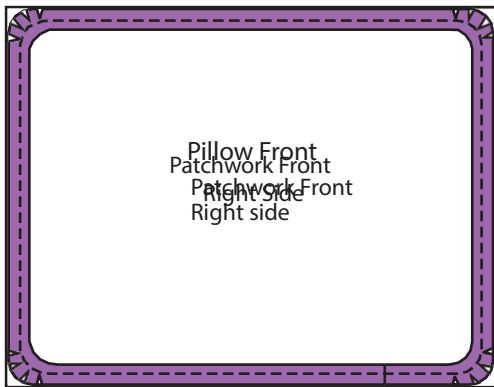 Pillow Front
Patchwork Front
Patchwork Front
Right Side
Right side